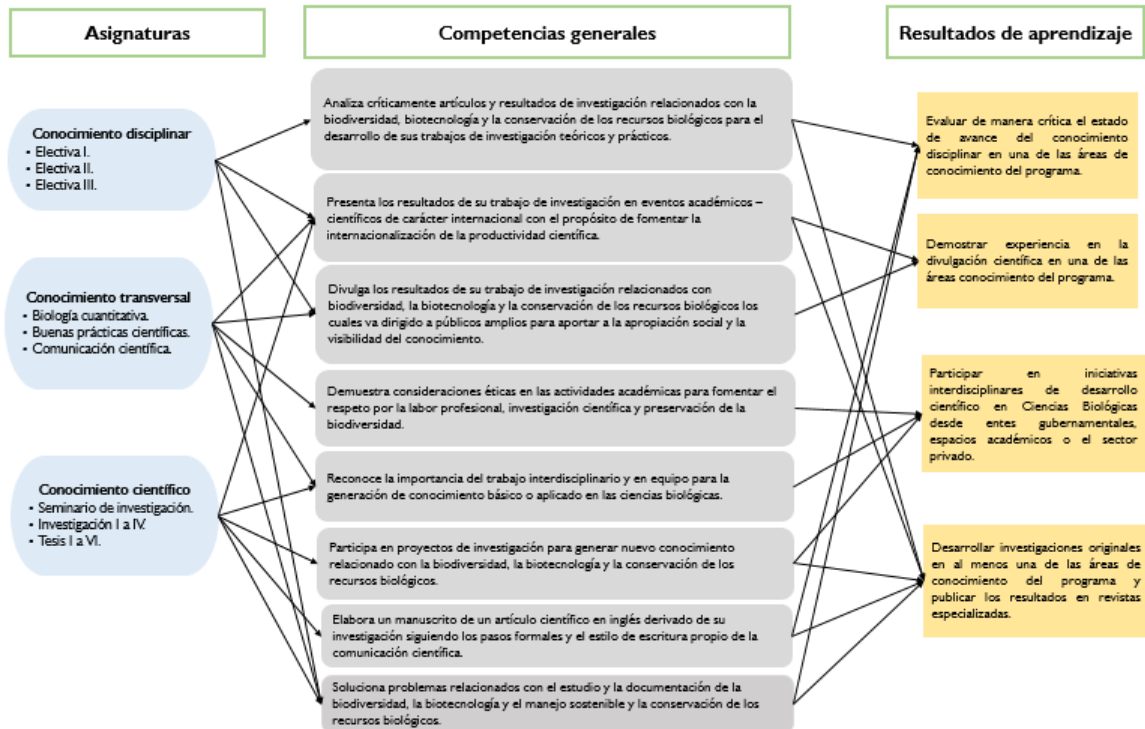 Asignaturas
Competencias generales
Resultados de aprendizaje
Conocimiento disciplinar
• Electiva I.
• Electiva II.
• Electiva III.
Conocimiento transversal
• Biología cuantitativa.
• Buenas prácticas científicas.
• Comunicación científica.
Conocimiento científico
• Seminario de investigación.
• Investigación I a IV.
• Tesis I a VI.
Analiza críticamente artículos y resultados de investigación relacionados con la
biodiversidad, biotecnología y la conservación de los recursos biológicos para el
desarrollo de sus trabajos de investigación teóricos y prácticos.
Presenta los resultados de su trabajo de investigación en eventos académicos –
científicos de carácter internacional con el propósito de fomentar la
internacionalización de la productividad científica.
Divulga los resultados de su trabajo de investigación relacionados con
biodiversidad, la biotecnología y la conservación de los recursos biológicos los
cuales va dirigido a públicos amplios para aportar a la apropiación social y la
visibilidad del conocimiento.
Demuestra consideraciones éticas en las actividades académicas para fomentar el
respeto por la labor profesional, investigación científica y preservación de la
biodiversidad.
Reconoce la importancia del trabajo interdisciplinario y en equipo para la
generación de conocimiento básico o aplicado en las ciencias biológicas.
Participa en proyectos de investigación para generar nuevo conocimiento
relacionado con la biodiversidad, la biotecnología y la conservación de los
recursos biológicos.
Elabora un manuscrito de un artículo científico en inglés derivado de su
investigación siguiendo los pasos formales y el estilo de escritura propio de la
comunicación científica.
Soluciona problemas relacionados con el estudio y la documentación de la
biodiversidad, la biotecnología y el manejo sostenible y la conservación de los
recursos biológicos.
Evaluar de manera crítica el estado
de avance del conocimiento
disciplinar en una de las áreas de
conocimiento del programa.
Demostrar experiencia en la
divulgación científica en una de las
áreas conocimiento del programa.
Participar en iniciativas
interdisciplinares de desarrollo
científico en Ciencias Biológicas
desde entes gubernamentales,
espacios académicos o el sector
privado.
Desarrollar investigaciones originales
en al menos una de las áreas de
conocimiento del programa y
publicar los resultados en revistas
especializadas.